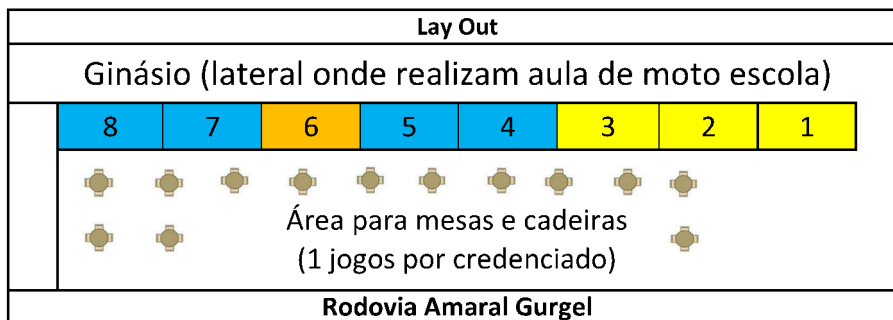 Lay Out
Ginásio (lateral onde realizam aula de moto escola)
8 7 6 5 4 3 2 1
Área para mesas e cadeiras
(1 jogos por credenciado)
Rodovia Amaral Gurgel